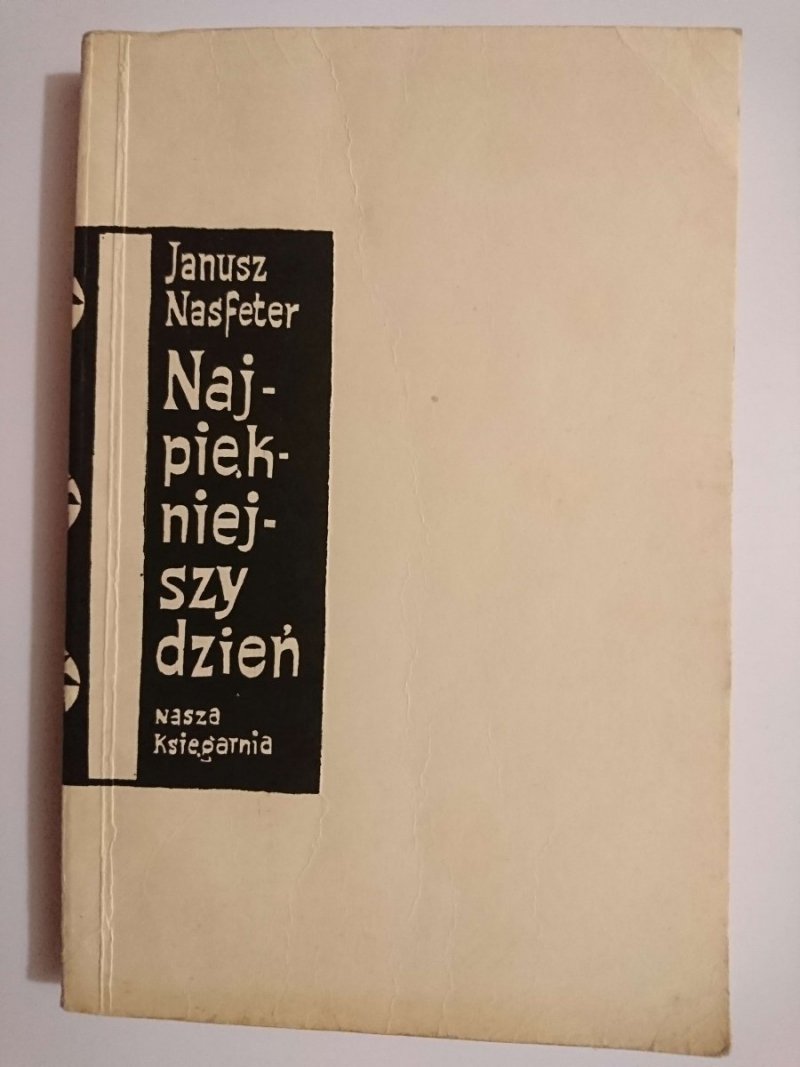 Janusz
Nasfeter
Naj-
pięk-
niej-
szy
dzień
Nasza
Księgarnia